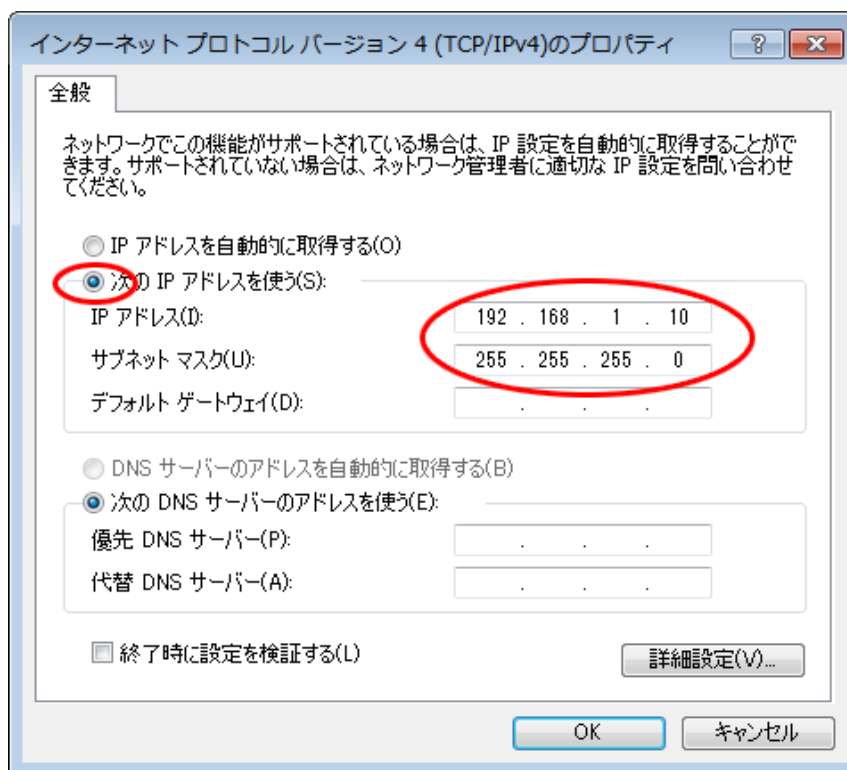 インターネット プロトコル バージョン 4 (TCP/IPv4)のプロパティ
全般
ネットワークでこの機能がサポートされている場合は、IP 設定を自動的に取得することがで
きます。サポートされていない場合は、ネットワーク管理者に適切な IP 設定を問い合わせ
てください。
IP アドレスを自動的に取得する(O)
次の IP アドレスを使う(S):
IP アドレス(I): 192 . 168 . 1 . 10
サブネット マスク(U): 255 . 255 . 255 . 0
デフォルト ゲートウェイ(D): . . .
DNS サーバーのアドレスを自動的に取得する(B)
次の DNS サーバーのアドレスを使う(E):
優先 DNS サーバー(P): . . .
代替 DNS サーバー(A): . . .
終了時に設定を検証する(L)
詳細設定(V)...
OK キャンセル